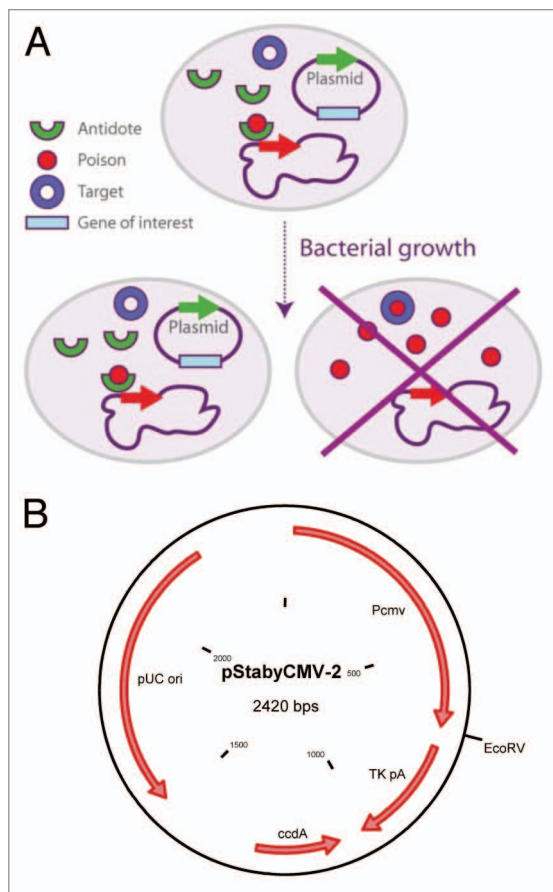 A
Plasmid
Antidote
Poison
Target
Gene of interest
Bacterial growth
Plasmid
B
Pcmv
pUC ori
2000
pStabyCMV-2
500
2420 bps
EcoRV
1500
1000
TK pA
ccdA